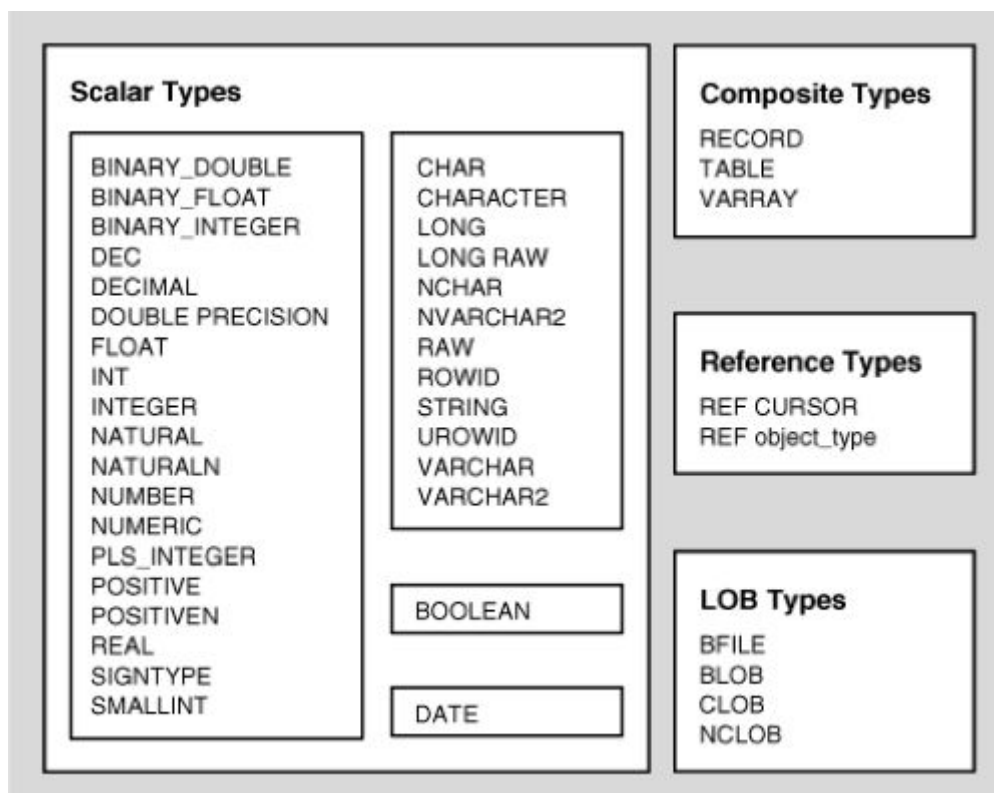 Scalar Types
BINARY_DOUBLE
BINARY_FLOAT
BINARY_INTEGER
DEC
DECIMAL
DOUBLE PRECISION
FLOAT
INT
INTEGER
NATURAL
NATURALN
NUMBER
NUMERIC
PLS_INTEGER
POSITIVE
POSITIVEN
REAL
SIGNTYPE
SMALLINT
CHAR
CHARACTER
LONG
LONG RAW
NCHAR
NVARCHAR2
RAW
ROWID
STRING
UROWID
VARCHAR
VARCHAR2
BOOLEAN
DATE
Composite Types
RECORD
TABLE
VARRAY
Reference Types
REF CURSOR
REF object_type
LOB Types
BFILE
BLOB
CLOB
NCLOB